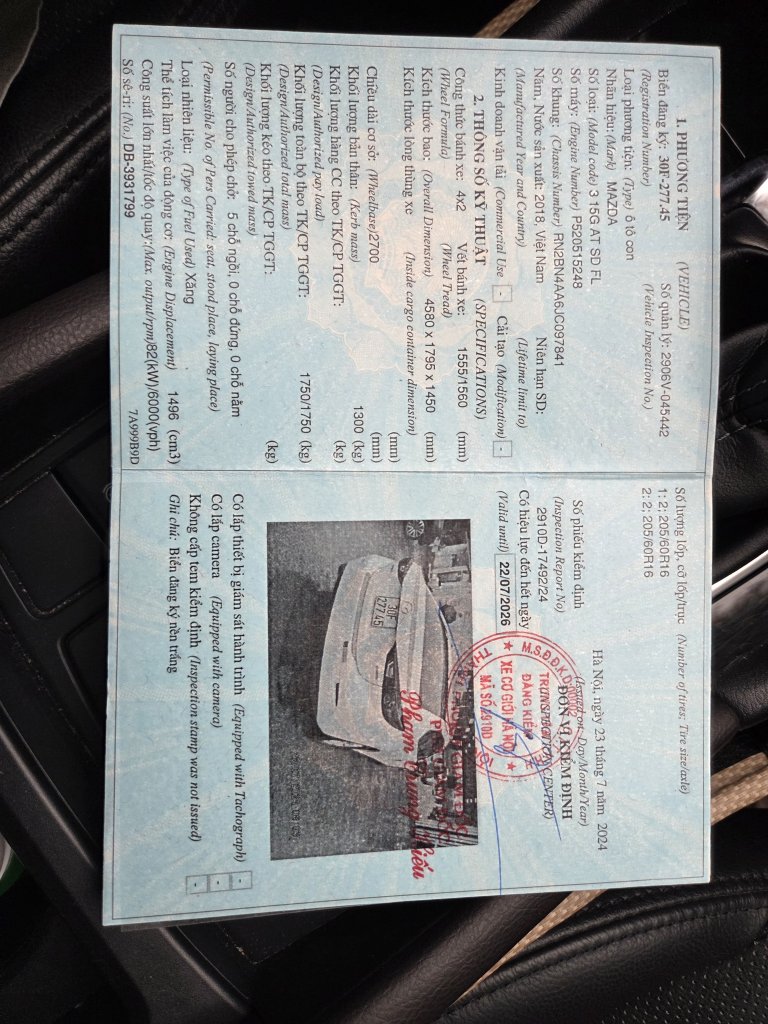 1. PHƯƠNG TIỆN (VEHICLE)
Biển đăng ký: 30F-277.45 Số quản lý: 2906V-045442
(Registration Number) (Vehicle Inspection No.)
Loại phương tiện: (Type) ô tô con
Nhãn hiệu: (Mark) MAZDA
Số loại: (Model code) 3 15G AT SD FL
Số máy: (Engine Number) P520515248
Số khung: (Chassis Number) RN2BN4AA6JC097841
Năm, Nước sản xuất: 2018, Việt Nam Niên hạn SD:
(Manufactured Year and Country) (Lifetime limit to)
Kinh doanh vận tải (Commercial Use) - Cải tạo (Modification) -
2. THÔNG SỐ KỸ THUẬT (SPECIFICATIONS)
Công thức bánh xe: 4x2 Vết bánh xe: 1555/1560 (mm)
(Wheel Formula) (Wheel Tread)
Kích thước bao: (Overall Dimension) 4580 x 1795 x 1450 (mm)
Kích thước lòng thùng xe (Inside cargo container dimension)
(mm)
Chiều dài cơ sở: (Wheelbase) 2700 (mm)
Khối lượng bản thân: (Kerb mass) 1300 (kg)
Khối lượng hàng CC theo TK/CP TGGT: (kg)
(Design/Authorized pay load)
Khối lượng toàn bộ theo TK/CP TGGT: 1750/1750 (kg)
(Design/Authorized total mass)
Khối lượng kéo theo TK/CP TGGT: (kg)
(Design/Authorized towed mass)
Số người cho phép chở: 5 chỗ ngồi, 0 chỗ đứng, 0 chỗ nằm
(Permissible No. of Pers Carried: seat, stood place, laying place)
Loại nhiên liệu: (Type of Fuel Used) Xăng
Thể tích làm việc của động cơ: (Engine Displacement) 1496 (cm3)
Công suất lớn nhất/tốc độ quay:(Max. output/rpm)82(kW)/6000(vph)
Số sê-ri: (No.) DB-3931799 7A999B9D
Số lượng lốp, cỡ lốp/trục (Number of tires; Tire size/axle)
1: 2; 205/60R16
2: 2; 205/60R16
Số phiếu kiểm định
(Inspection Report No)
2910D-17492/24
Có hiệu lực đến hết ngày
(Valid until) 22/07/2026
Hà Nội, ngày 23 tháng 7 năm 2024
(Issued on: Day/Month/Year)
ĐƠN VỊ KIỂM ĐỊNH
M.S.Đ.Đ.K.D
ĐĂNG KIỂM
XE CƠ GIỚI HÀ NỘI
MÃ SỐ 2910D
Phạm Trung Hiếu
30F
277.45
Có lắp thiết bị giám sát hành trình (Equipped with Tachograph) -
Có lắp camera (Equipped with camera) -
Không cấp tem kiểm định (Inspection stamp was not issued) -
Ghi chú: Biển đăng ký nền trắng